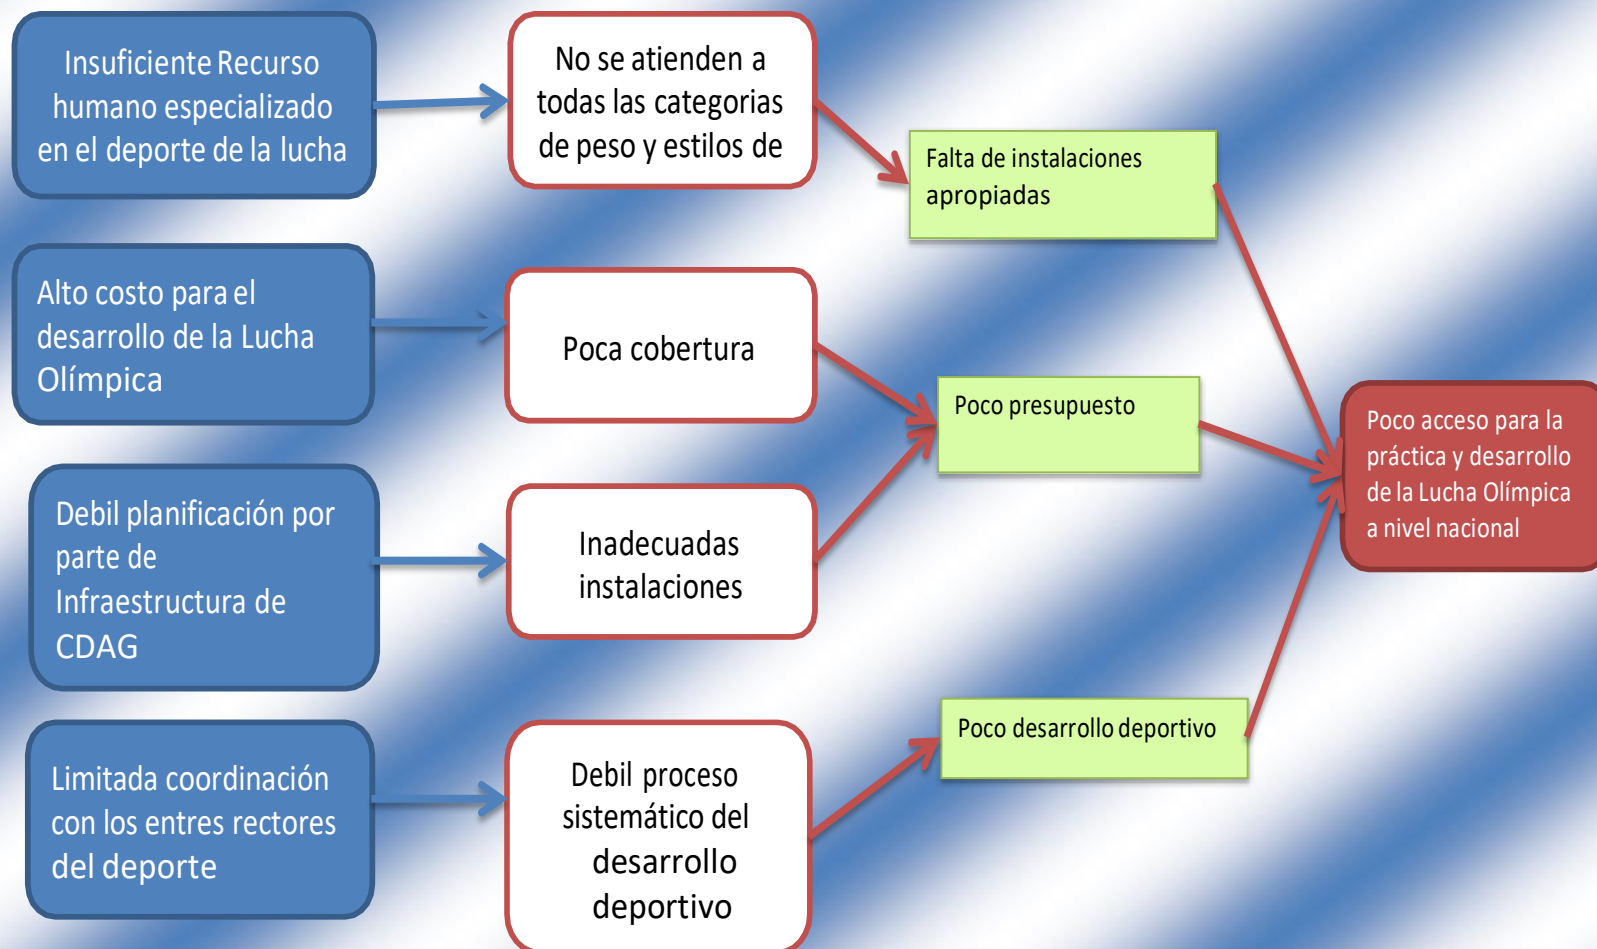 Insuficiente Recurso
humano especializado
en el deporte de la lucha
No se atienden a
todas las categorias
de peso y estilos de
Falta de instalaciones
apropiadas
Alto costo para el
desarrollo de la Lucha
Olímpica
Poca cobertura
Poco presupuesto
Poco acceso para la
práctica y desarrollo
de la Lucha Olímpica
a nivel nacional
Debil planificación por
parte de
Infraestructura de
CDAG
Inadecuadas
instalaciones
Poco desarrollo deportivo
Limitada coordinación
con los entres rectores
del deporte
Debil proceso
sistemático del
desarrollo
deportivo